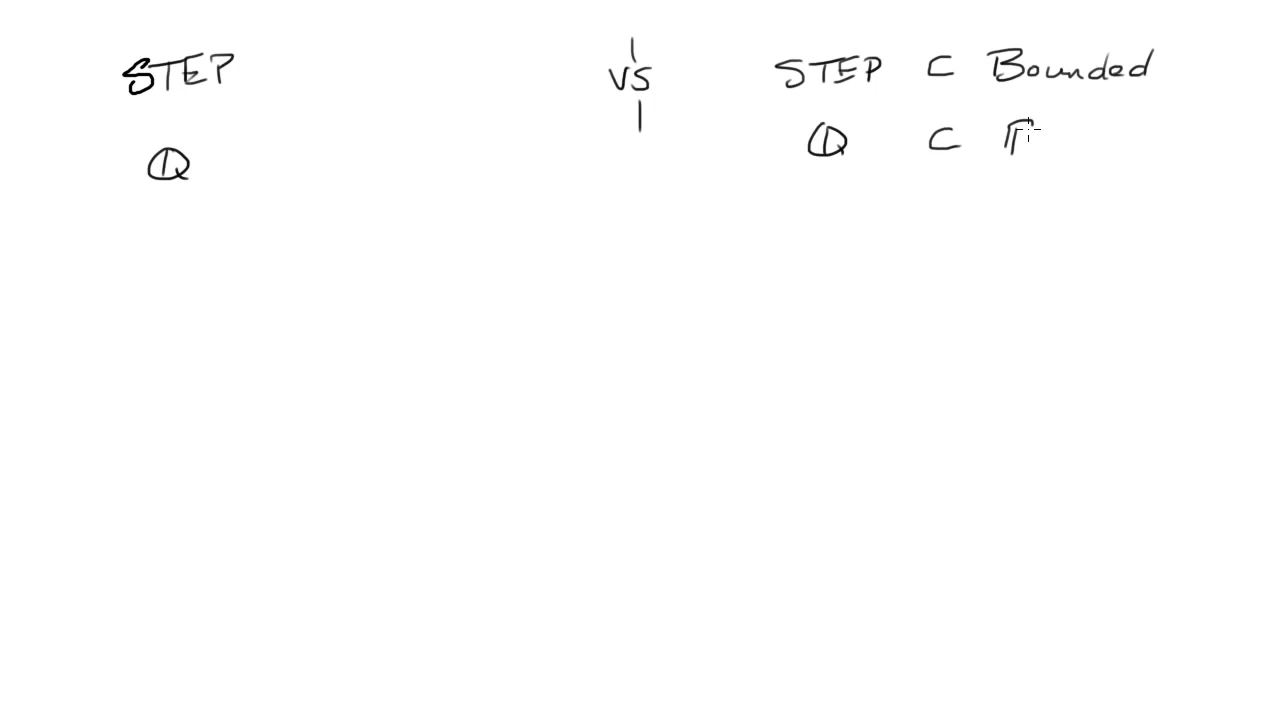 STEP VS STEP ⊂ Bounded
ℚ ℚ ⊂